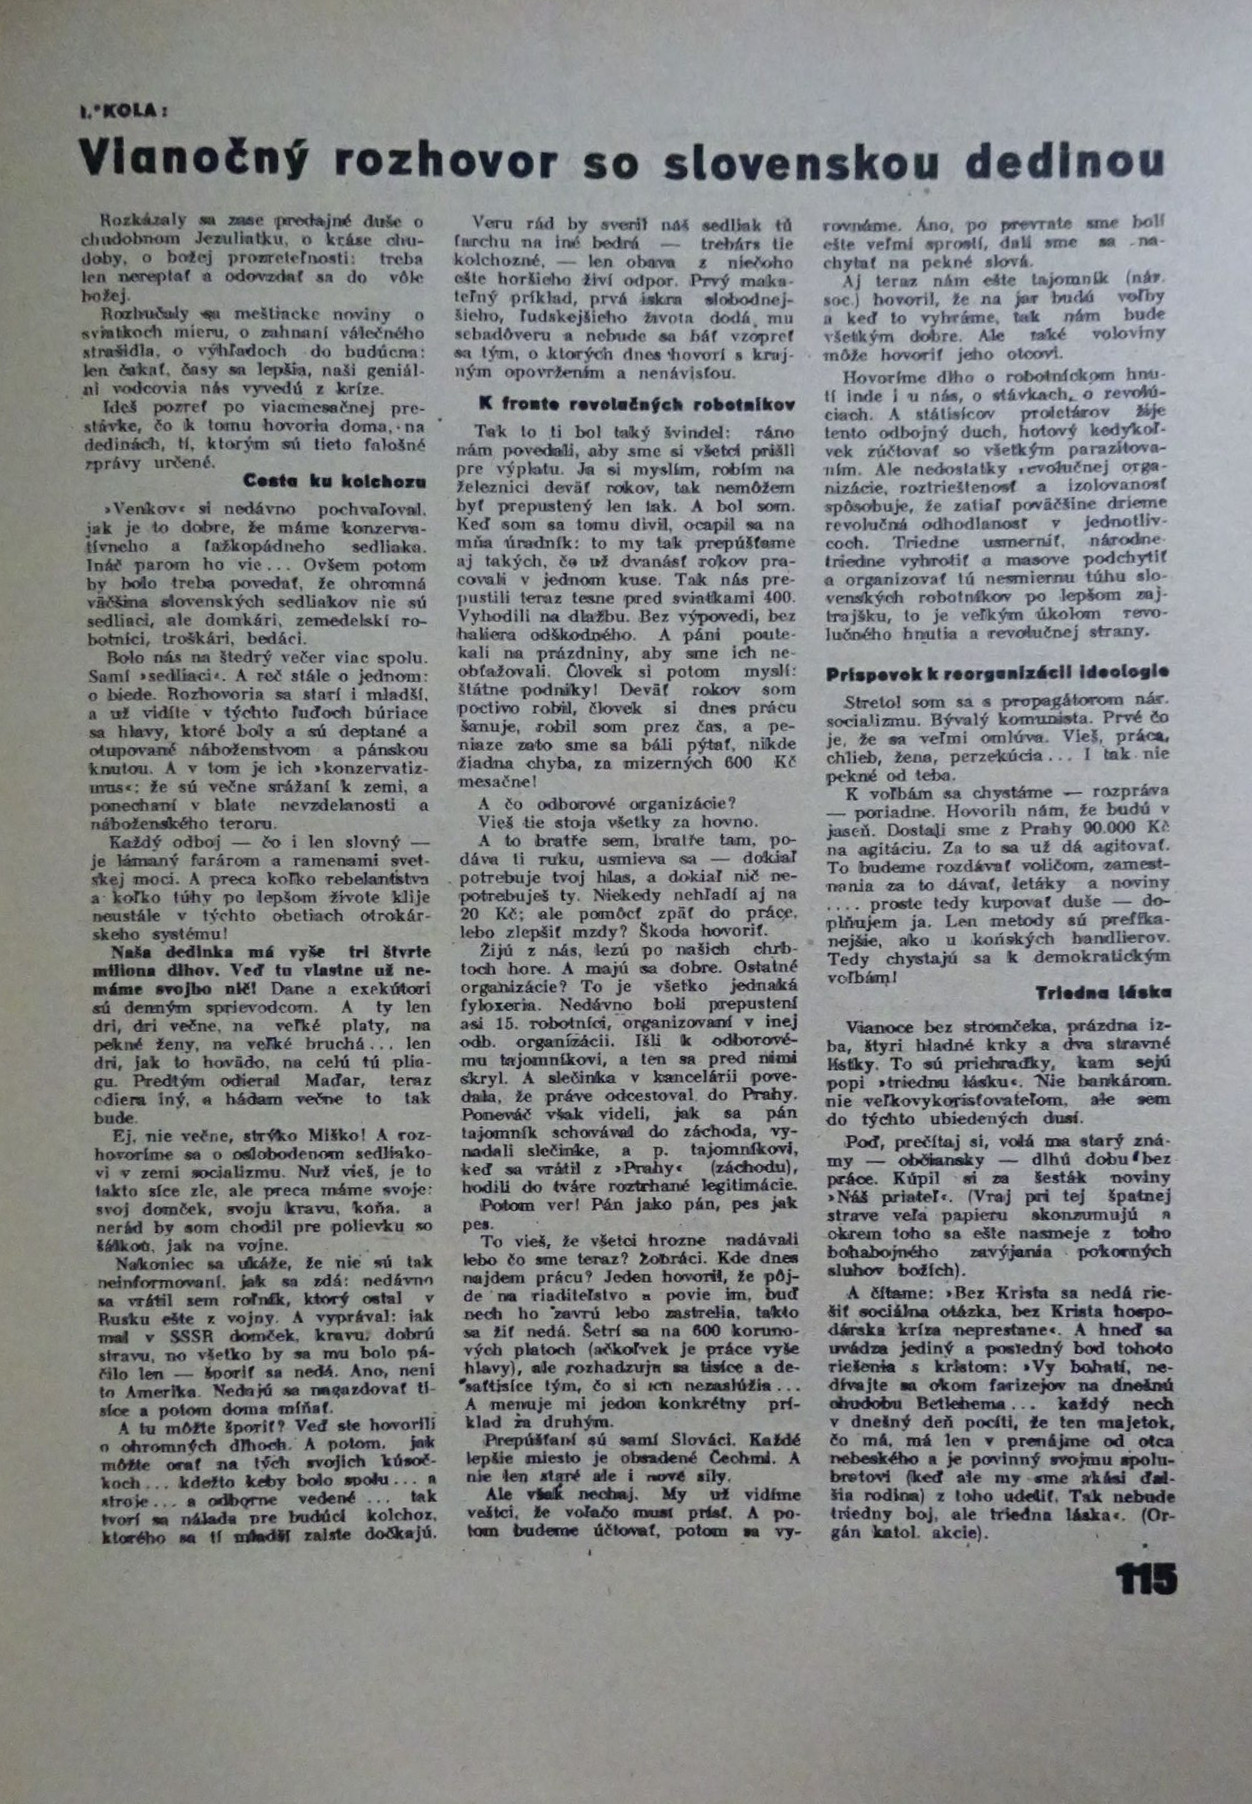 I. KOLA:
Vianočný rozhovor so slovenskou dedinou
Rozkázaly sa zase predajné duše o
chudobnom Jezuliatku, o kráse chu-
doby, o božej prozreteľnosti: treba
len nereptať a odovzdať sa do vôle
božej.
Rozhučaly sa meštiacke noviny o
sviatkoch mieru, o zahnaní válečného
strašidla, o výhľadoch do budúcna:
len čakať, časy sa lepšia, naši geniál-
ni vodcovia nás vyvedú z kríze.
Ideš pozreť po viacmesačnej pre-
stávke, čo k tomu hovoria doma, na
dedinách, tí, ktorým sú tieto falošné
zprávy určené.
Cesta ku kolchozu
»Venkov« si nedávno pochvaľoval,
jak je to dobre, že máme konzerva-
tívneho a ťažkopádneho sedliaka.
Ináč parom ho vie... Ovšem potom
by bolo treba povedať, že ohromná
väčšina slovenských sedliakov nie sú
sedliaci, ale domkári, zemedelskí ro-
botníci, troškári, bedáci.
Bolo nás na štedrý večer viac spolu.
Samí »sedliaci«. A reč stále o jednom:
o biede. Rozhovoria sa starí i mladší,
a už vidíte v týchto ľuďoch búriace
sa hlavy, ktoré boly a sú deptané a
otupované náboženstvom a pánskou
knutou. A v tom je ich »konzervatiz-
mus«: že sú večne srážaní k zemi, a
ponechaní v blate nevzdelanosti a
náboženského teroru.
Každý odboj — čo i len slovný —
je lámaný farárom a ramenami svet-
skej moci. A preca koľko rebelantstva
a koľko túhy po lepšom živote klije
neustále v týchto obetiach otrokár-
skeho systému!
Naša dedinka má vyše tri štvrte
miliona dlhov. Veď tu vlastne už ne-
máme svojho nič! Dane a exekútori
sú denným sprievodcom. A ty len
dri, dri večne, na veľké platy, na
pekné ženy, na veľké bruchá... len
dri, jak to hovädo, na celú tú plia-
gu. Predtým odieral Maďar, teraz
odiera iný, a hádam večne to tak
bude.
Ej, nie večne, strýko Miško! A roz-
hovoríme sa o oslobodenom sedliako-
vi v zemi socializmu. Nuž vieš, je to
takto síce zle, ale preca máme svoje:
svoj domček, svoju kravu, koňa, a
nerád by som chodil pre polievku so
šálkou, jak na vojne.
Nakoniec sa ukáže, že nie sú tak
neinformovaní, jak sa zdá: nedávno
sa vrátil sem roľník, ktorý ostal v
Rusku ešte z vojny. A vyprával: jak
mal v SSSR domček, kravu, dobrú
stravu, no všetko by sa mu bolo pá-
čilo len — šporiť sa nedá. Ano, neni
to Amerika. Nedajú sa nagazdovať ti-
síce a potom doma míňať.
A tu môžte šporiť? Veď ste hovorili
o ohromných dlhoch. A potom, jak
môžte orať na tých svojich kúsoč-
koch... kdežto keby bolo spolu... a
stroje... a odborne vedené... tak
tvorí sa nálada pre budúci kolchoz,
ktorého sa tí mladší zaiste dočkajú.
Veru rád by sveril náš sedliak tú
farchu na iné bedrá — trebárs tie
kolchozné, — len obava z niečoho
ešte horšieho živí odpor. Prvý maka-
teľný príklad, prvá iskra slobodnej-
šieho, ľudskejšieho života dodá mu
sebadôveru a nebude sa báť vzopreť
sa tým, o ktorých dnes hovorí s kraj-
ným opovržením a nenávisťou.
K fronte revolučných robotníkov
Tak to ti bol taký švindel: ráno
nám povedali, aby sme si všetci prišli
pre výplatu. Ja si myslím, robím na
železnici deväť rokov, tak nemôžem
byť prepustený len tak. A bol som.
Keď som sa tomu divil, ocapil sa na
mňa úradník: to my tak prepúšťame
aj takých, čo už dvanásť rokov pra-
covali v jednom kuse. Tak nás pre-
pustili teraz tesne pred sviatkami 400.
Vyhodili na dlažbu. Bez výpovedi, bez
haliera odškodného. A páni poute-
kali na prázdniny, aby sme ich ne-
obťažovali. Človek si potom myslí:
štátne podniky! Deväť rokov som
poctivo robil, človek si dnes prácu
šanuje, robil som prez čas, a pe-
niaze zato sme sa báli pýtať, nikde
žiadna chyba, za mizerných 600 Kč
mesačne!
A čo odborové organizácie?
Vieš tie stoja všetky za hovno.
A to bratře sem, bratře tam, po-
dáva ti ruku, usmieva sa — dokiaľ
potrebuje tvoj hlas, a dokiaľ nič ne-
potrebuješ ty. Niekedy nehľadí aj na
20 Kč; ale pomôcť zpäť do práce,
lebo zlepšiť mzdy? Škoda hovoriť.
Žijú z nás, lezú po našich chrb-
toch hore. A majú sa dobre. Ostatné
organizácie? To je všetko jednaká
fyloxeria. Nedávno boli prepustení
asi 15. robotníci, organizovaní v inej
odb. organizácii. Išli k odborové-
mu tajomníkovi, a ten sa pred nimi
skryl. A slečinka v kancelárii pove-
dala, že práve odcestoval do Prahy.
Ponevác však videli, jak sa pán
tajomník schovával do záchoda, vy-
nadali slečinke, a p. tajomníkovi,
keď sa vrátil z »Prahy« (záchodu),
hodili do tváre roztrhané legitimácie.
Potom ver! Pán jako pán, pes jak
pes.
To vieš, že všetci hrozne nadávali
lebo čo sme teraz? Žobráci. Kde dnes
najdem prácu? Jeden hovoril, že pôj-
de na riaditeľstvo a povie im, buď
nech ho zavrú lebo zastrelia, takto
sa žiť nedá. Šetrí sa na 600 koruno-
vých platoch (ačkoľvek je práce vyše
hlavy), ale rozhadzuju sa tisíce a de-
saťtisíce tým, čo si ich nezaslúžia...
A menuje mi jedon konkrétny prí-
klad za druhým.
Prepúšťaní sú samí Slováci. Každé
lepšie miesto je obsadené Čechmi. A
nie len staré ale i nové sily.
Ale však nechaj. My už vidíme
veštci, že voľačo musí prísť. A po-
tom budeme účtovať, potom sa vy-
rovnáme. Áno, po prevrate sme bolí
ešte veľmi sprostí, dali sme sa na-
chytať na pekné slová.
Aj teraz nám ešte tajomník (nár.
soc.) hovoril, že na jar budú voľby
a keď to vyhráme, tak nám bude
všetkým dobre. Ale také voloviny
môže hovoriť jeho otcovi.
Hovoríme dlho o robotníckom hnu-
tí inde i u nás, o stávkach, o revolú-
ciach. A státisícov proletárov žije
tento odbojný duch, hotový kedykoľ-
vek zúčtovať so všetkým parazitova-
ním. Ale nedostatky revolučnej orga-
nizácie, roztrieštenosť a izolovanosť
spôsobuje, že zatiaľ poväčšine drieme
revolučná odhodlanosť v jednotliv-
coch. Triedne usmerniť, národne-
triedne vyhrotiť a masove podchytiť
a organizovať tú nesmiernu túhu slo-
venských robotníkov po lepšom zaj-
trajšku, to je veľkým úkolom revo-
lučného hnutia a revolučnej strany.
Príspevok k reorganizácii ideologie
Stretol som sa s propagátorom nár.
socializmu. Bývalý komunista. Prvé čo
je, že sa veľmi omlúva. Vieš, práca,
chlieb, žena, perzekúcia... I tak nie
pekné od teba.
K voľbám sa chystáme — rozpráva
— poriadne. Hovorili nám, že budú v
jaseň. Dostali sme z Prahy 90.000 Kč
na agitáciu. Za to sa už dá agitovať.
To budeme rozdávať voličom, zamest-
nania za to dávať, letáky a noviny
.... proste tedy kupovať duše — do-
plňujem ja. Len metody sú preffka-
nejšie, ako u koňských handlierov.
Tedy chystajú sa k demokratickým
voľbám!
Triedna láska
Vianoce bez stromčeka, prázdna iz-
ba, štyri hladné krky a dva stravné
lístky. To sú priehradky, kam sejú
popi »triednu lásku«. Nie bankárom,
nie veľkovykorisťovateľom, ale sem
do týchto ubiedených duší.
Poď, prečítaj si, volá ma starý zná-
my — občiansky — dlhú dobu bez
práce. Kúpil si za šesták noviny
»Náš priateľ«. (Vraj pri tej špatnej
strave veľa papieru skonzumujú a
okrem toho sa ešte nasmeje z toho
bohabojného zavýjania pokorných
sluhov božích).
A čítame: »Bez Krista sa nedá rie-
šiť sociálna otázka, bez Krista hospo-
dárska kríza neprestane«. A hneď sa
uvádza jediný a posledný bod tohoto
riešenia s kristom: »Vy bohatí, ne-
dívajte sa okom farizejov na dnešnú
chudobu Betlehema... každý nech
v dnešný deň pocíti, že ten majetok,
čo má, má len v prenájme od otca
nebeského a je povinný svojmu spolu-
bretovi (keď ale my sme akási ďal-
šia rodina) z toho udeliť. Tak nebude
triedny boj, ale triedna láska«. (Or-
gán katol. akcie).
115